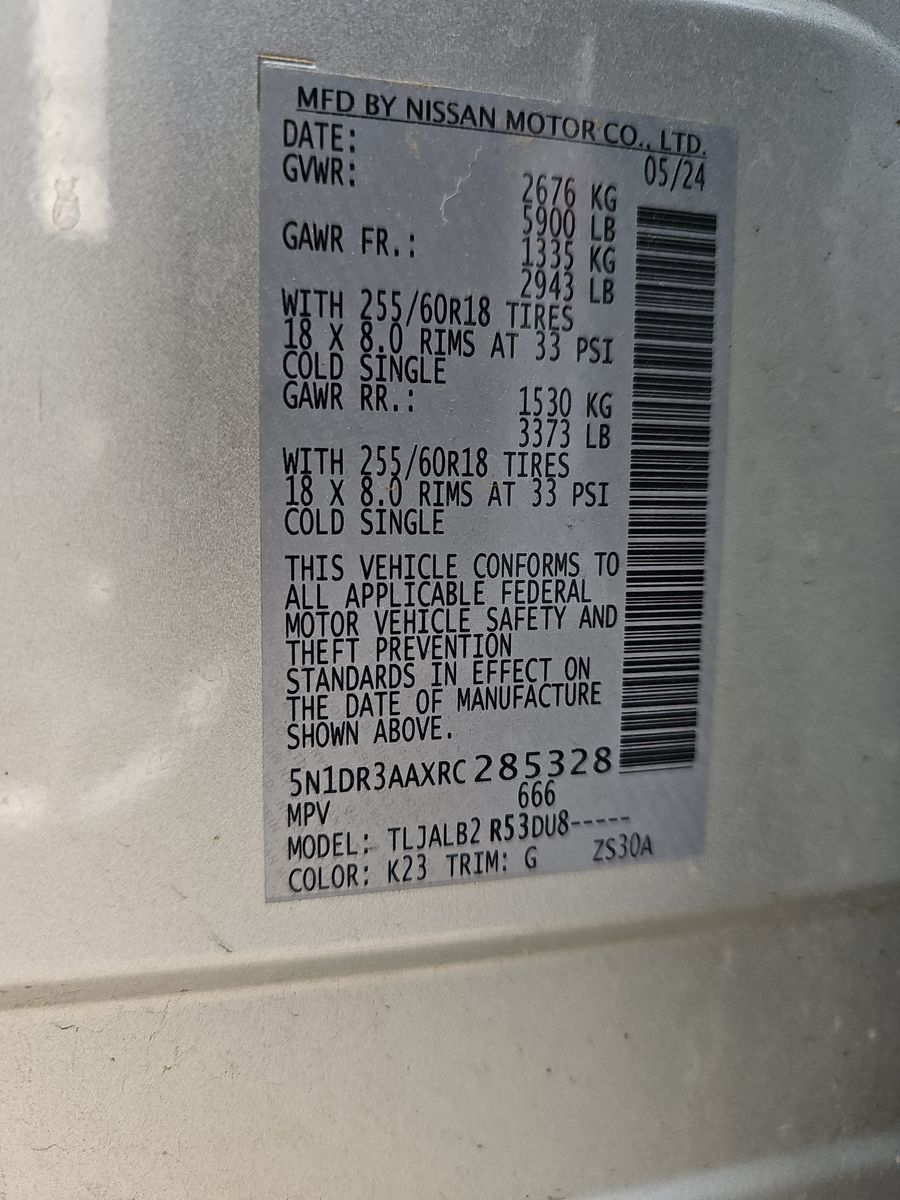 MFD BY NISSAN MOTOR CO., LTD.
DATE: 05/24
GVWR: 2676 KG
5900 LB
GAWR FR.: 1335 KG
2943 LB
WITH 255/60R18 TIRES
18 X 8.0 RIMS AT 33 PSI
COLD SINGLE
GAWR RR.: 1530 KG
3373 LB
WITH 255/60R18 TIRES
18 X 8.0 RIMS AT 33 PSI
COLD SINGLE
THIS VEHICLE CONFORMS TO
ALL APPLICABLE FEDERAL
MOTOR VEHICLE SAFETY AND
THEFT PREVENTION
STANDARDS IN EFFECT ON
THE DATE OF MANUFACTURE
SHOWN ABOVE.
5N1DR3AAXRC285328
MPV 666
MODEL: TLJALB2 R53DU8-----
COLOR: K23 TRIM: G ZS30A